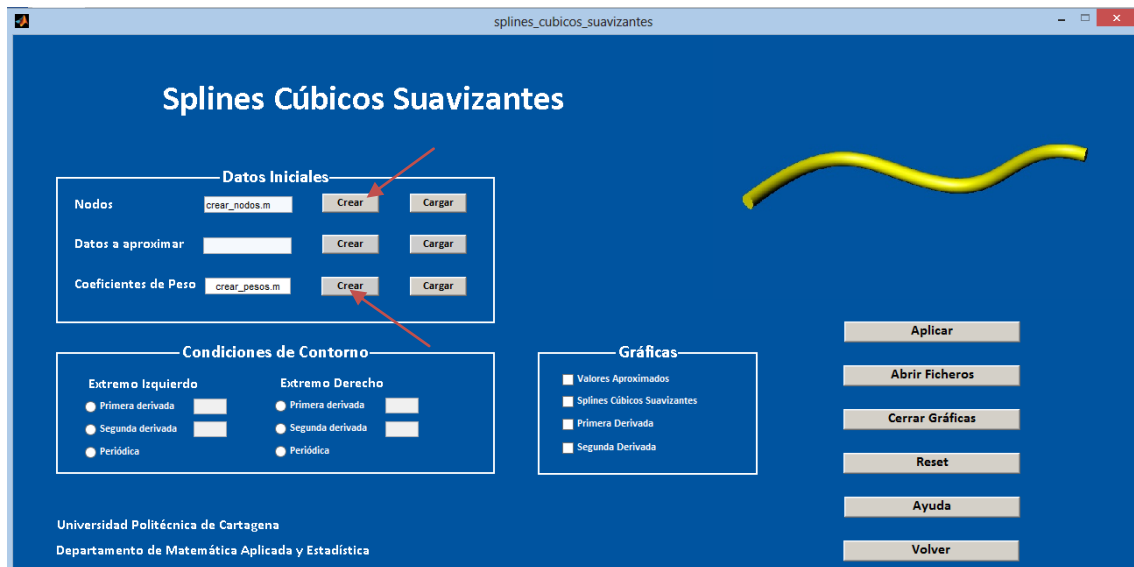 splines_cubicos_suavizantes
Splines Cúbicos Suavizantes
Datos Iniciales
Nodos crear_nodos.m Crear Cargar
Datos a aproximar Crear Cargar
Coeficientes de Peso crear_pesos.m Crear Cargar
Condiciones de Contorno
Extremo Izquierdo Extremo Derecho
Primera derivada Primera derivada
Segunda derivada Segunda derivada
Periódica Periódica
Gráficas
Valores Aproximados
Splines Cúbicos Suavizantes
Primera Derivada
Segunda Derivada
Aplicar
Abrir Ficheros
Cerrar Gráficas
Reset
Ayuda
Volver
Universidad Politécnica de Cartagena
Departamento de Matemática Aplicada y Estadística